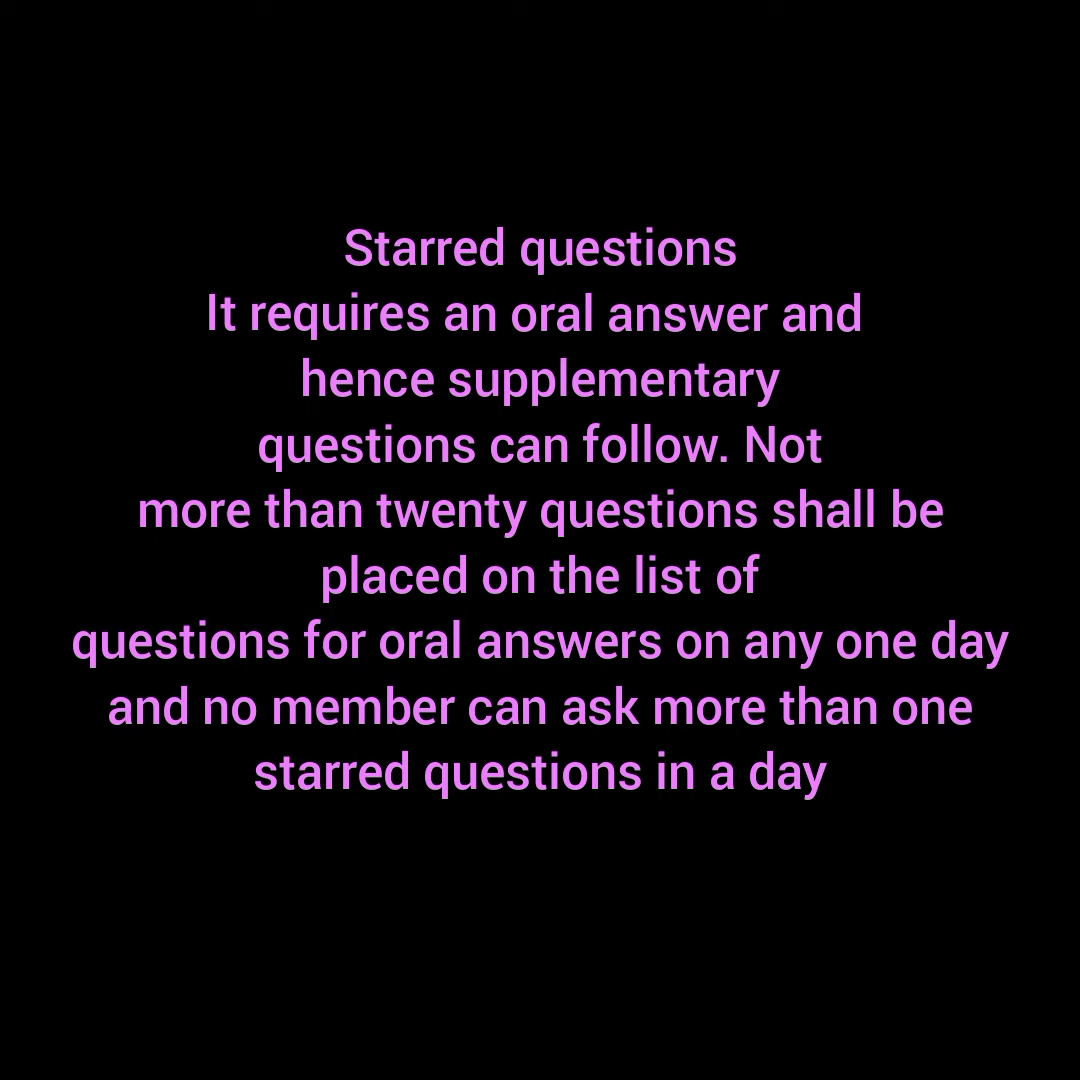 Starred questions
It requires an oral answer and
hence supplementary
questions can follow. Not
more than twenty questions shall be
placed on the list of
questions for oral answers on any one day
and no member can ask more than one
starred questions in a day